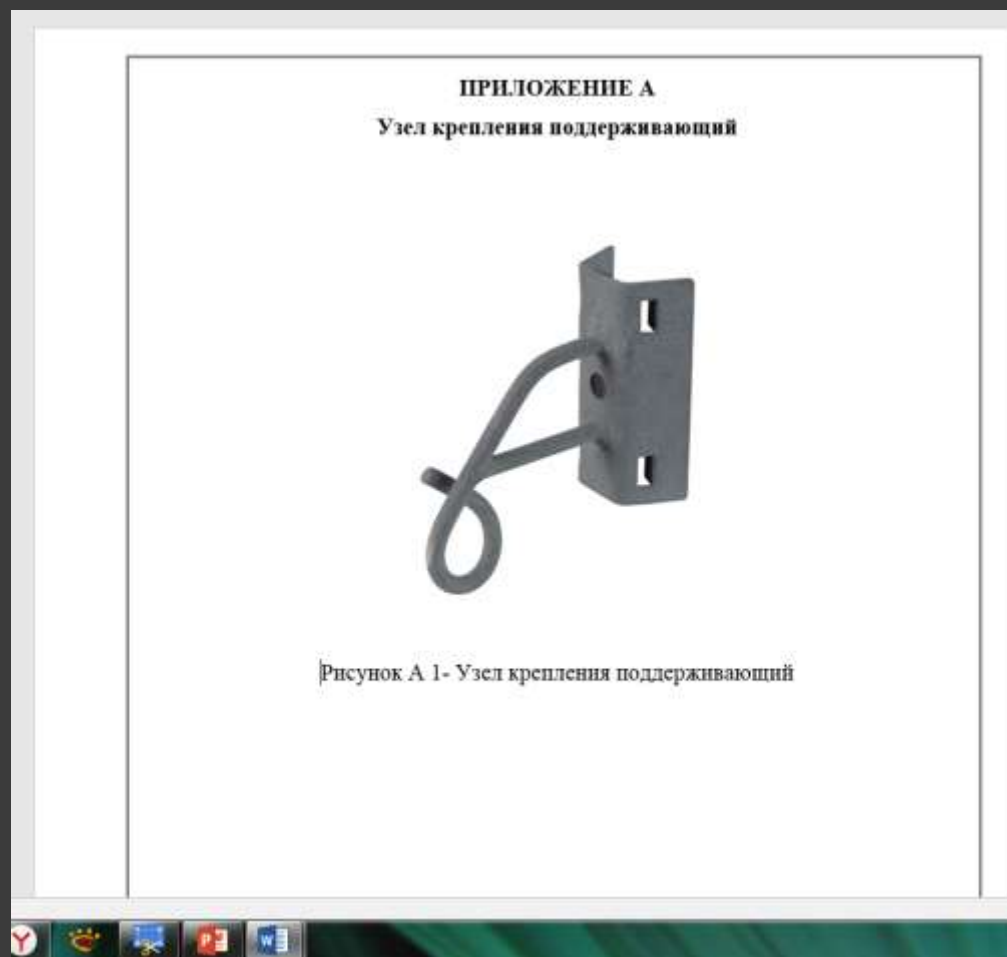 ПРИЛОЖЕНИЕ А
Узел крепления поддерживающий
Рисунок А 1- Узел крепления поддерживающий